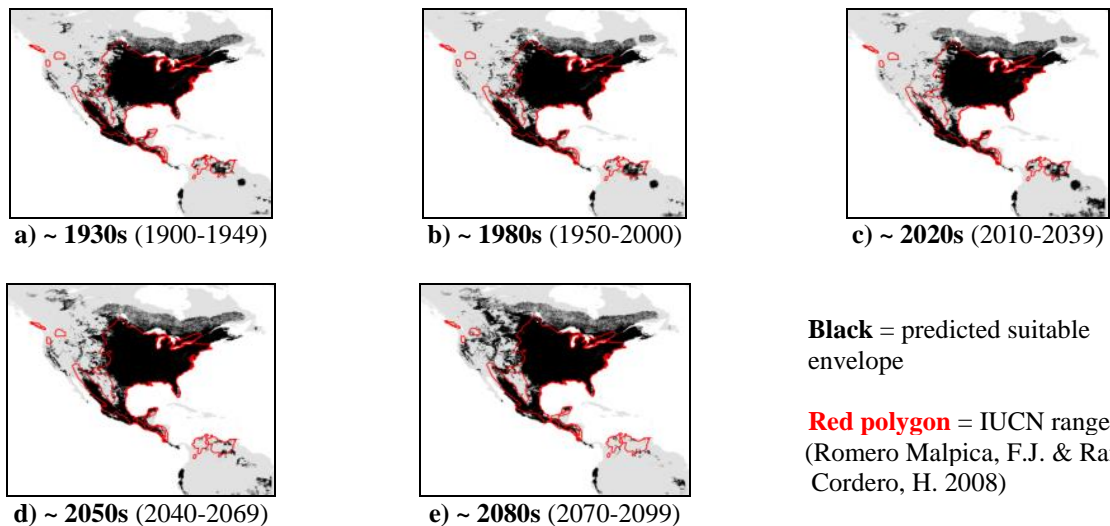 a) ~ 1930s (1900-1949)
b) ~ 1980s (1950-2000)
c) ~ 2020s (2010-2039)
d) ~ 2050s (2040-2069)
e) ~ 2080s (2070-2099)
Black = predicted suitable
envelope
Red polygon = IUCN range
(Romero Malpica, F.J. & Ra
Cordero, H. 2008)